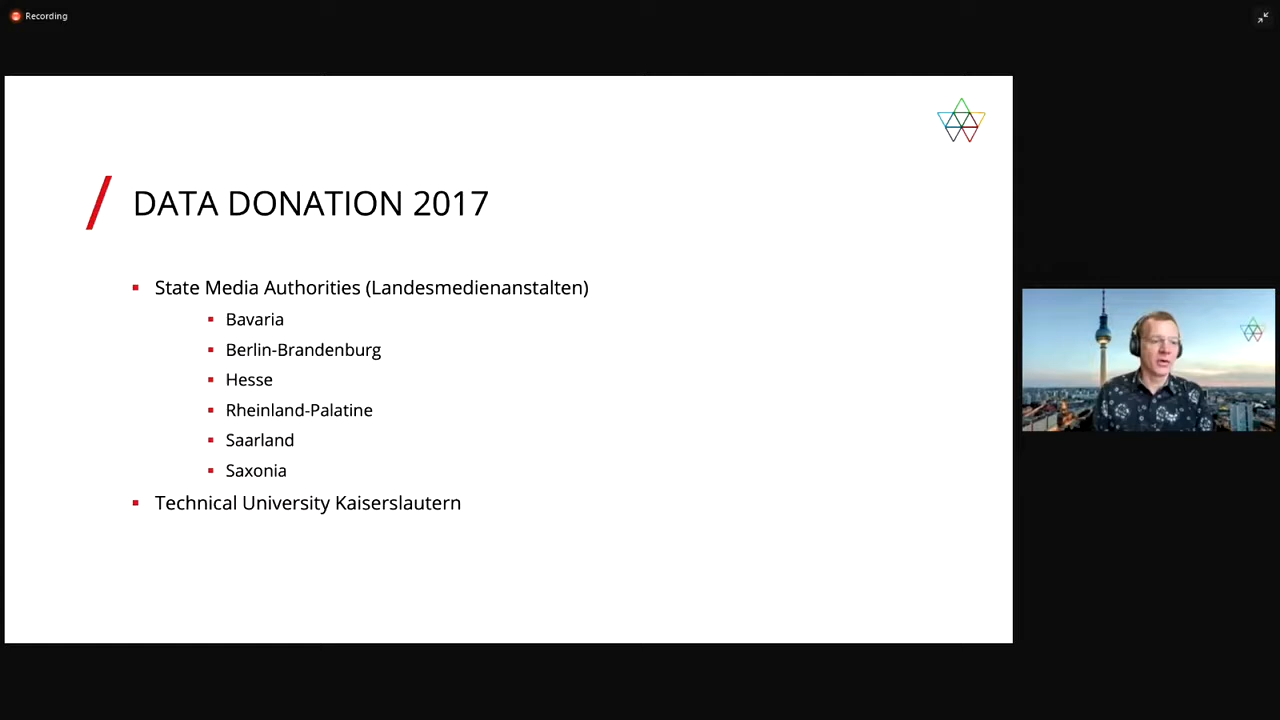 Recording
DATA DONATION 2017
State Media Authorities (Landesmedienanstalten)
Bavaria
Berlin-Brandenburg
Hesse
Rheinland-Palatine
Saarland
Saxonia
Technical University Kaiserslautern